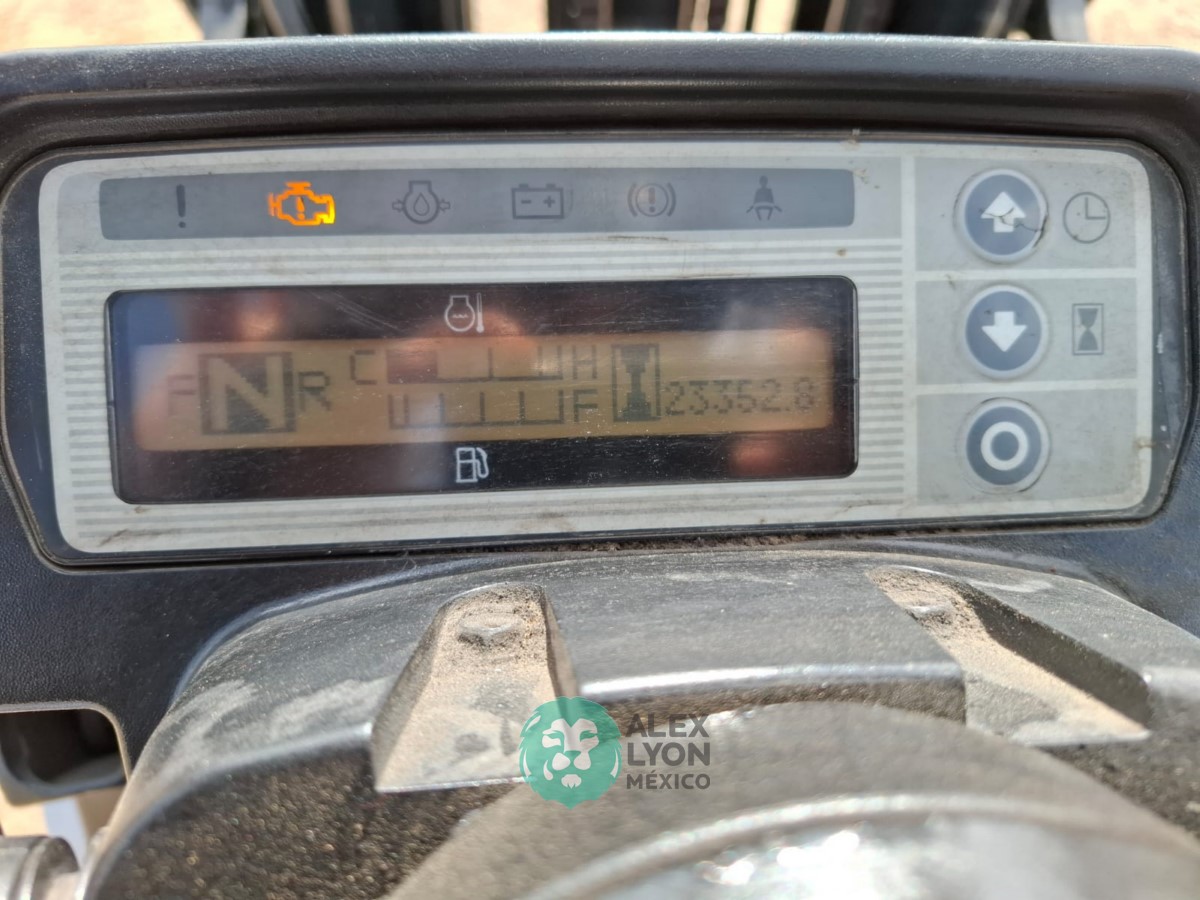 F N R C H 23352.8
F
ALEX
LYON
MÉXICO